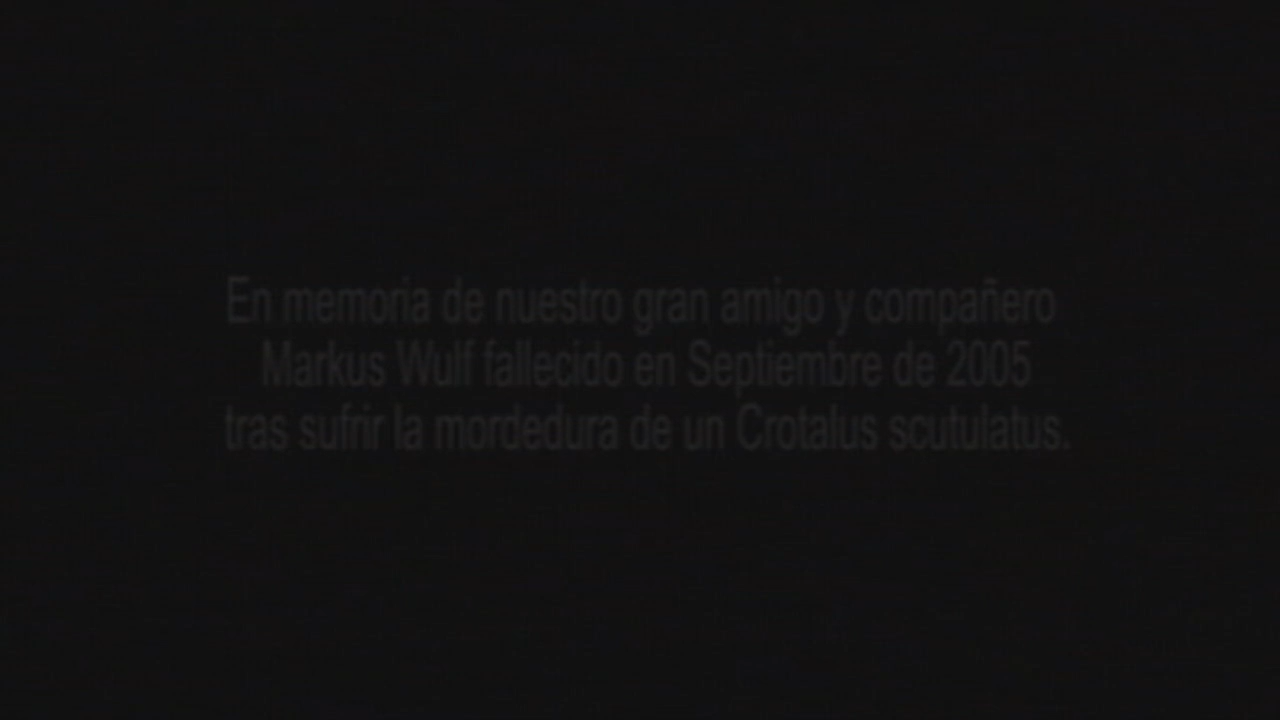 En memoria de nuestro gran amigo y compañero
Markus Wulf fallecido en Septiembre de 2005
tras sufrir la mordedura de un Crotalus scutulatus.